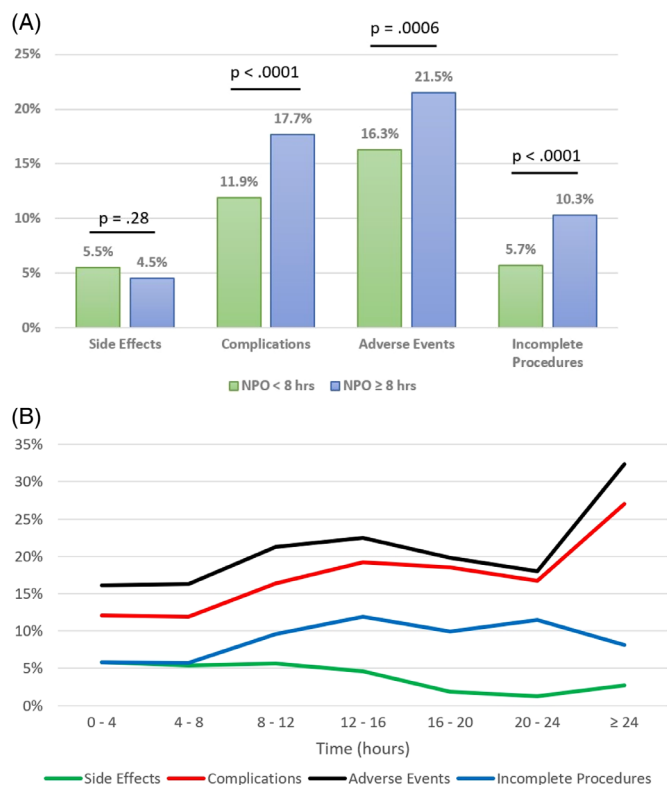 (A)
p = .0006
25%
p < .0001
21.5%
20%
17.7%
16.3%
15%
p < .0001
11.9%
10.3%
10%
p = .28
5.5%
4.5%
5.7%
5%
0%
Side Effects
Complications
Adverse Events
Incomplete
Procedures
NPO < 8 hrs
NPO ≥ 8 hrs
(B)
35%
30%
25%
20%
15%
10%
5%
0%
0 - 4
4 - 8
8 - 12
12 - 16
16 - 20
20 - 24
≥ 24
Time (hours)
Side Effects
Complications
Adverse Events
Incomplete Procedures